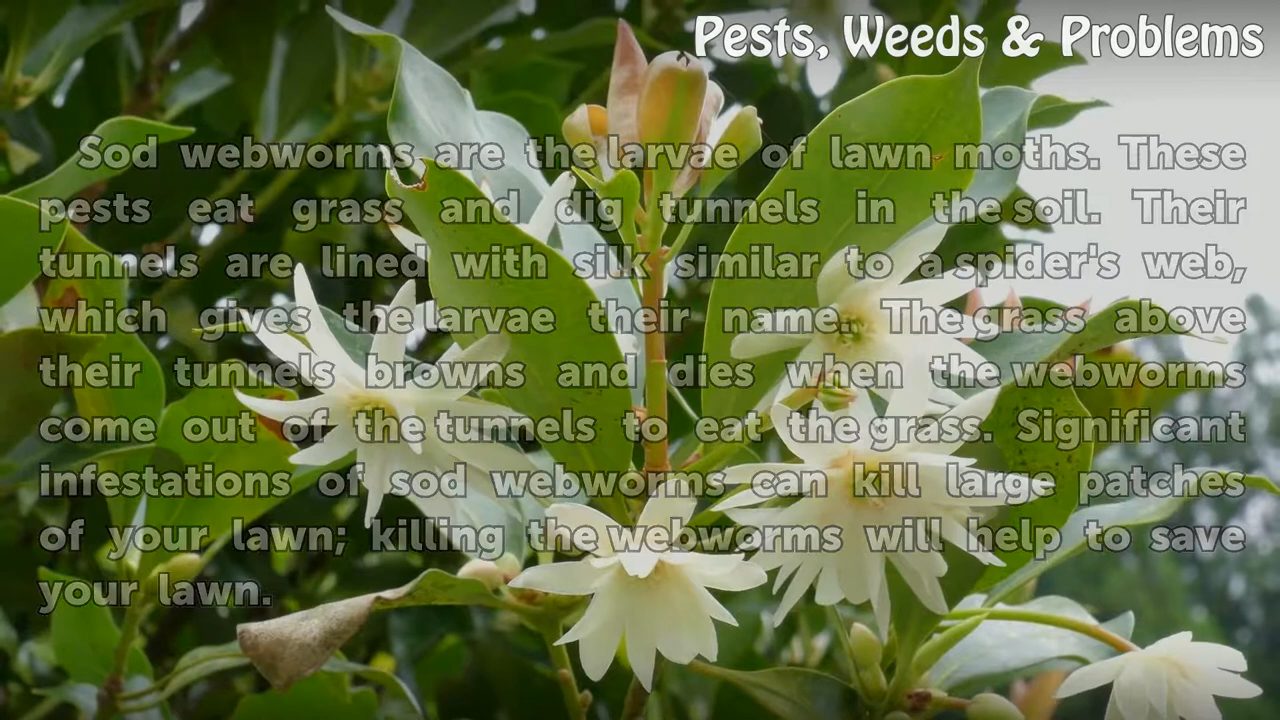 Pests, Weeds & Problems
Sod webworms are the larvae of lawn moths. These
pests eat grass and dig tunnels in the soil. Their
tunnels are lined with silk similar to a spider's web,
which gives the larvae their name. The grass above
their tunnels browns and dies when the webworms
come out of the tunnels to eat the grass. Significant
infestations of sod webworms can kill large patches
of your lawn; killing the webworms will help to save
your lawn.